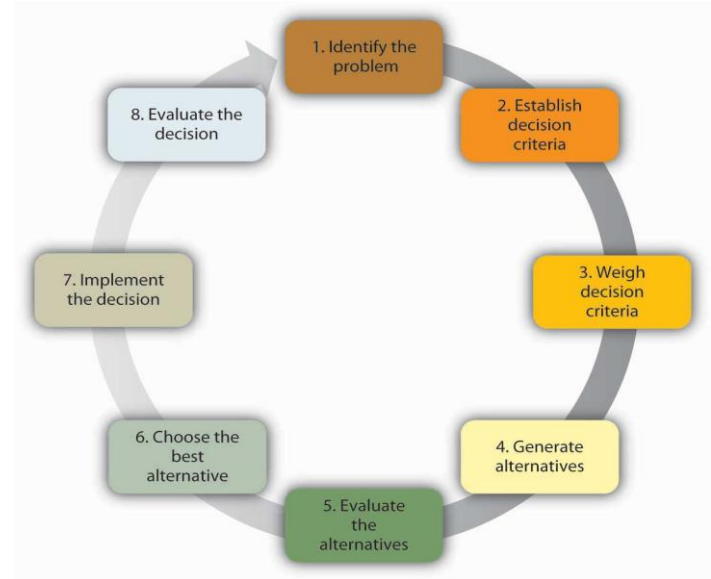 1. Identify the
problem
2. Establish
decision
criteria
3. Weigh
decision
criteria
4. Generate
alternatives
5. Evaluate
the
alternatives
6. Choose the
best
alternative
7. Implement
the decision
8. Evaluate the
decision